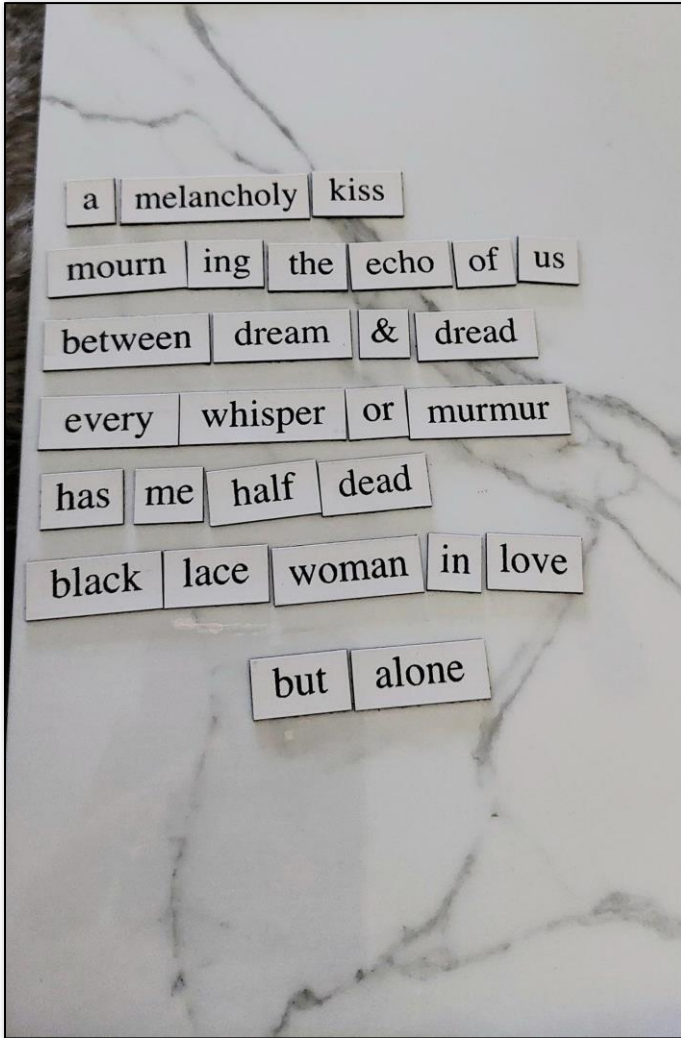 a melancholy kiss
mourn ing the echo of us
between dream & dread
every whisper or murmur
has me half dead
black lace woman in love
but alone